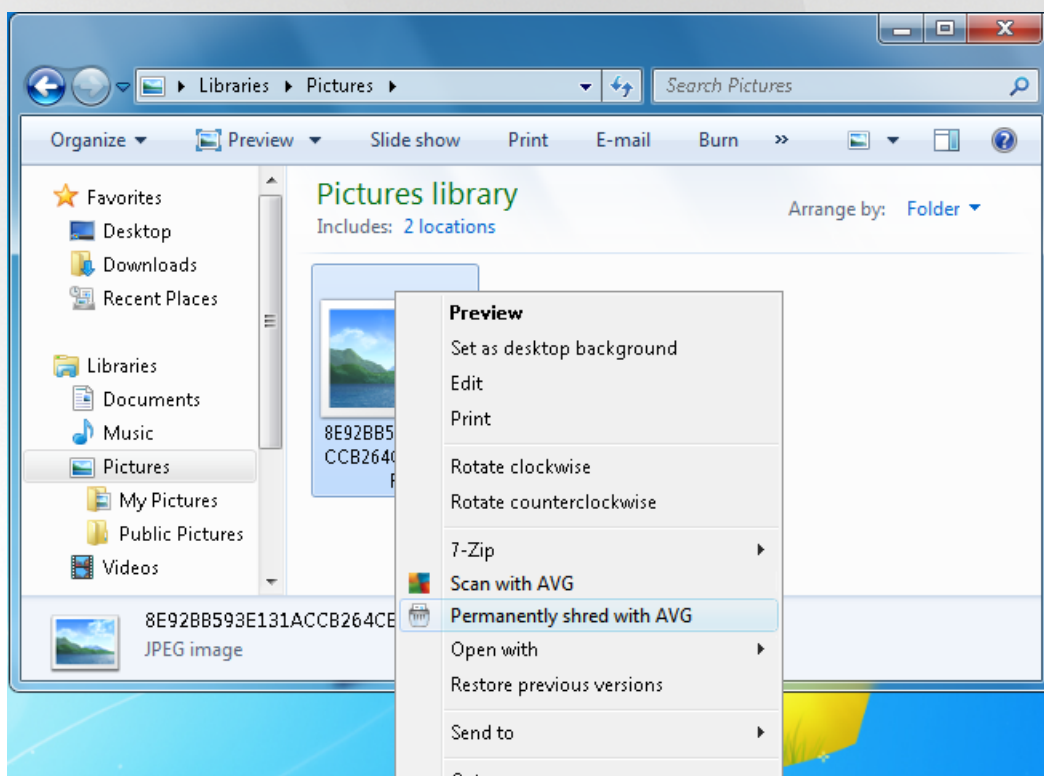 Libraries Pictures
Search Pictures
Organize Preview Slide show Print E-mail Burn »
Favorites
Desktop
Downloads
Recent Places
Libraries
Documents
Music
Pictures
My Pictures
Public Pictures
Videos
Pictures library
Includes: 2 locations
Arrange by: Folder
8E92BB5
CCB264
Preview
Set as desktop background
Edit
Print
Rotate clockwise
Rotate counterclockwise
7-Zip
Scan with AVG
Permanently shred with AVG
Open with
Restore previous versions
Send to
8E92BB593E131ACCB264CE
JPEG image